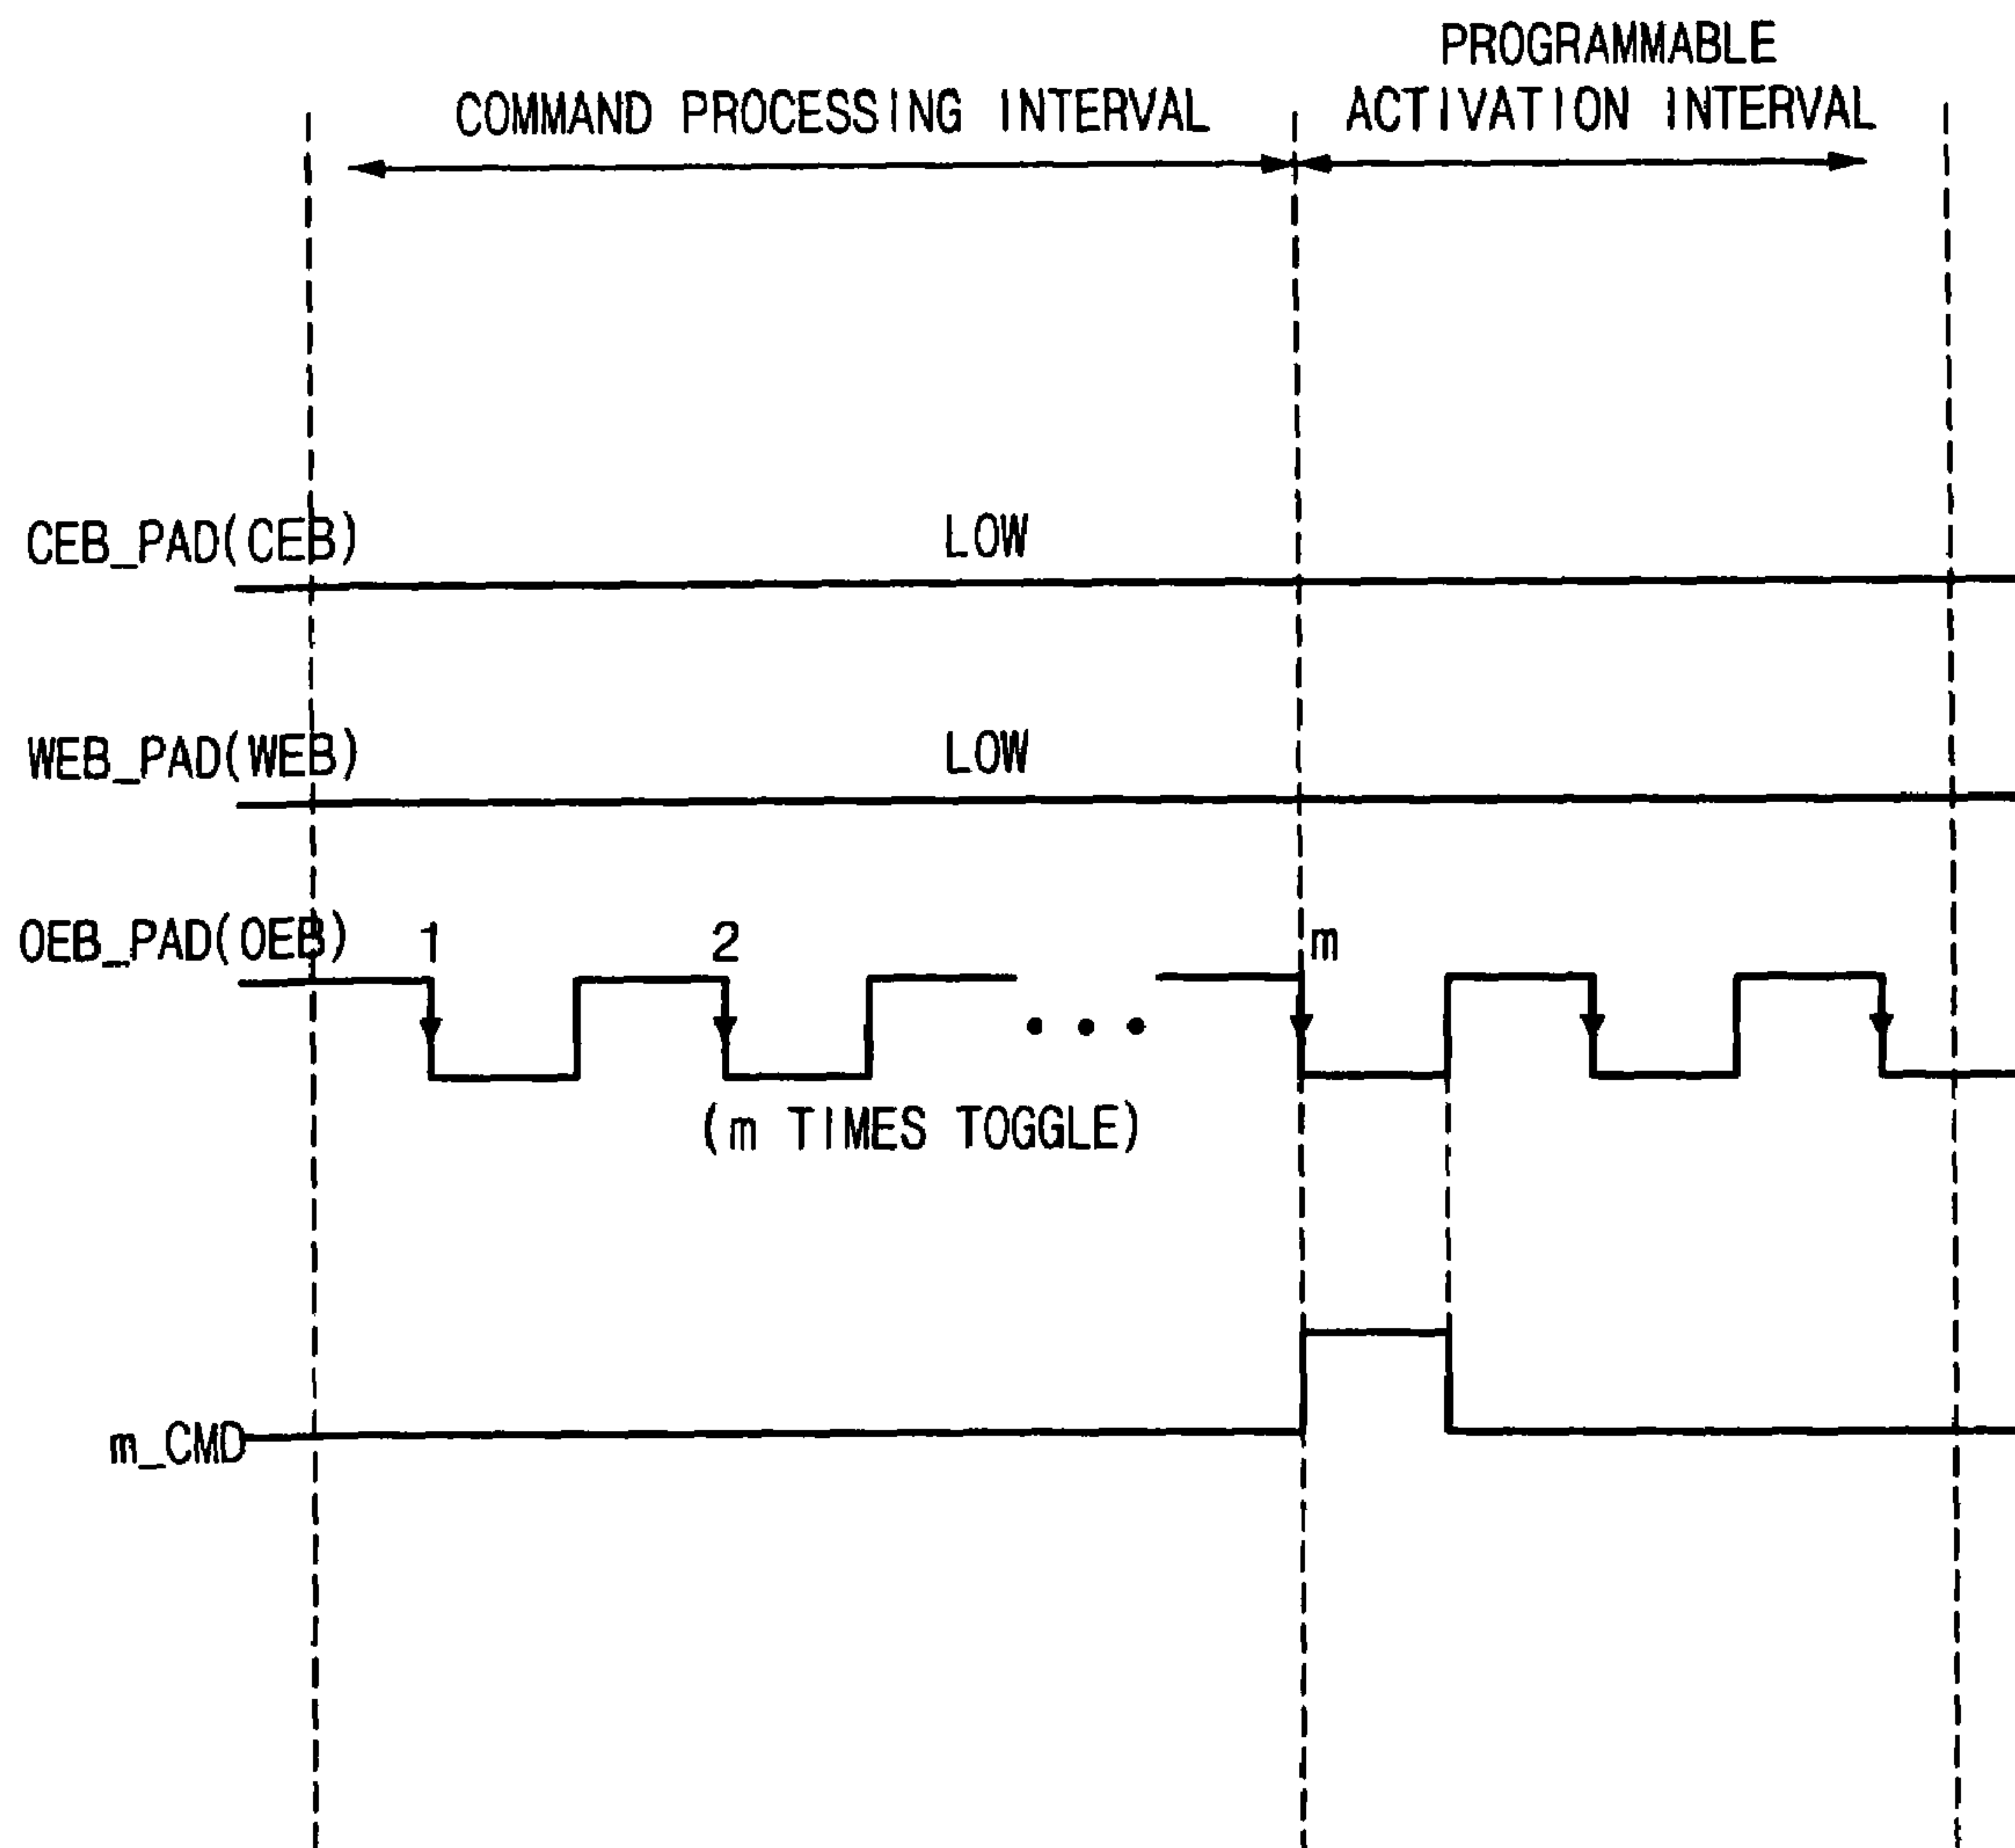 PROGRAMMABLE
COMMAND PROCESSING INTERVAL
ACTIVATION INTERVAL
CEB_PAD(CEB)
LOW
WEB_PAD(WEB)
LOW
OEB_PAD(OEB)
1
2
m
(m TIMES TOGGLE)
m_CMD